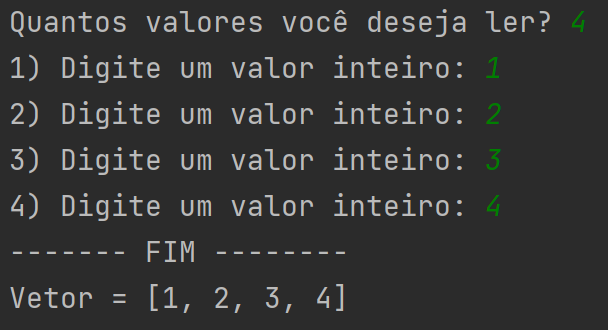 Quantos valores você deseja ler? 4
1) Digite um valor inteiro: 1
2) Digite um valor inteiro: 2
3) Digite um valor inteiro: 3
4) Digite um valor inteiro: 4
------- FIM --------
Vetor = [1, 2, 3, 4]